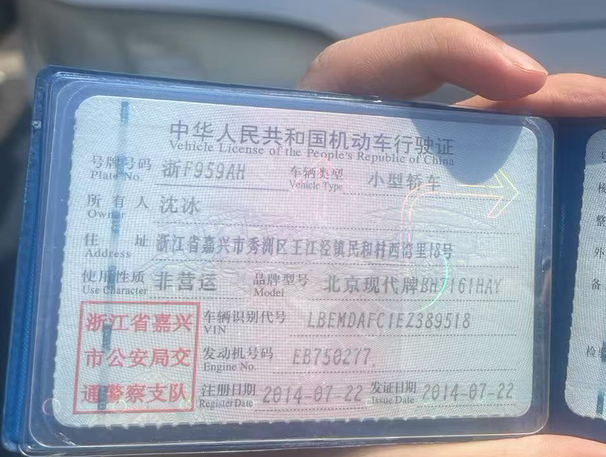 中华人民共和国机动车行驶证
Vehicle License of the People's Republic of China
号牌号码 浙F959AH 车辆类型 小型轿车
Plate No. Vehicle Type
所有人 沈冰
Owner
住址 浙江省嘉兴市秀洲区王江泾镇民和村西湾里18号
Address
使用性质 非营运 品牌型号 北京现代牌BH7161HAY
Use Character Model
浙江省嘉兴
市公安局交
通警察支队
车辆识别代号 LBEMDAFC1EZ389518
VIN
发动机号码 EB750277
Engine No.
注册日期 2014-07-22 发证日期 2014-07-22
Register Date Issue Date